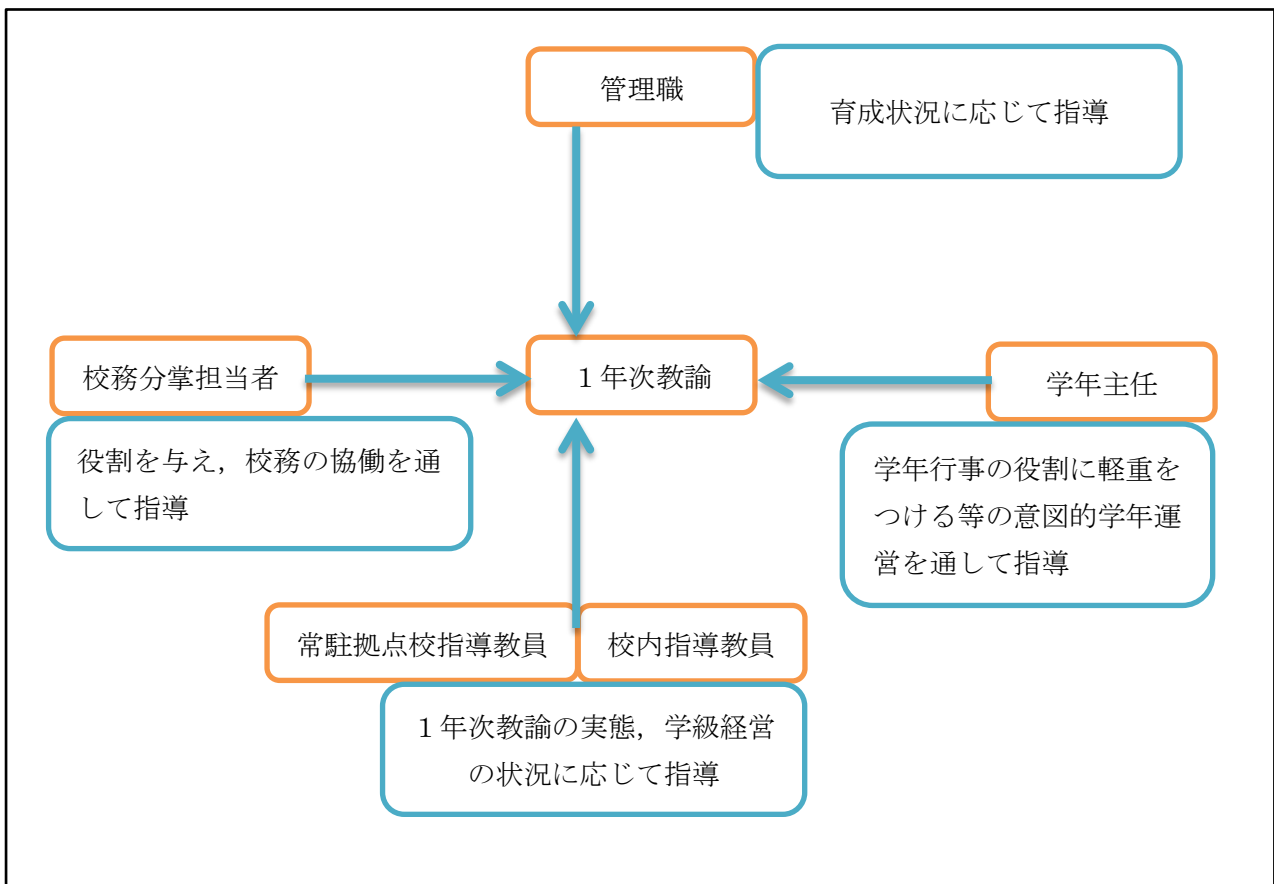 管理職
育成状況に応じて指導
校務分掌担当者
役割を与え，校務の協働を通
して指導
１年次教諭
学年主任
学年行事の役割に軽重を
つける等の意図的学年運
営を通して指導
常駐拠点校指導教員
校内指導教員
１年次教諭の実態，学級経営
の状況に応じて指導